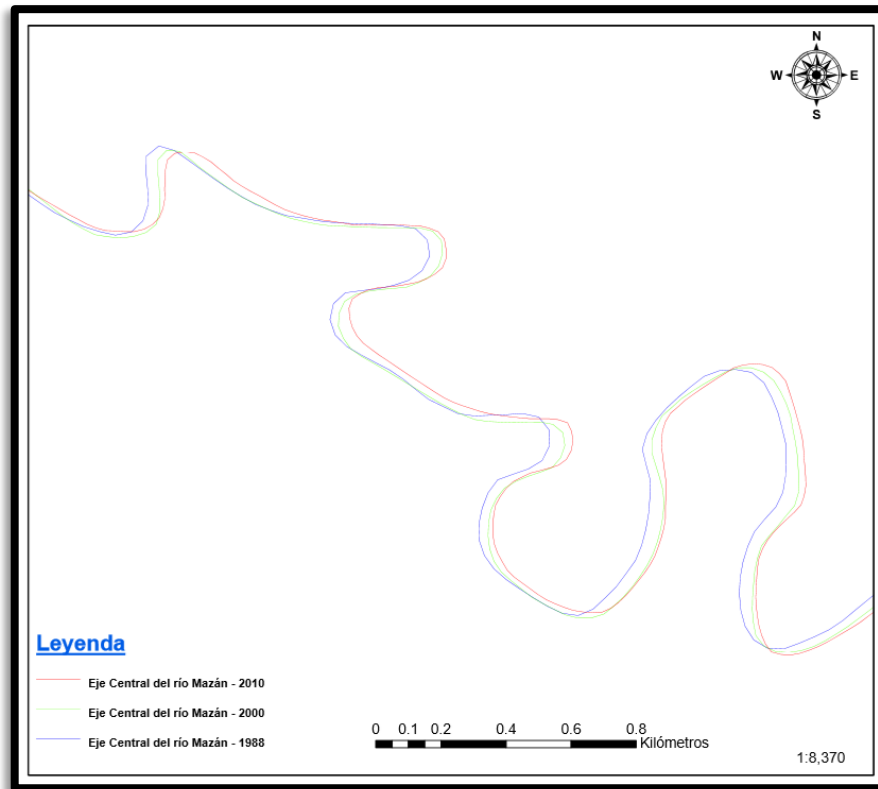 N
W E
S
Leyenda
Eje Central del río Mazán - 2010
Eje Central del río Mazán - 2000
Eje Central del río Mazán - 1988
0 0.1 0.2 0.4 0.6 0.8
Kilómetros
1:8,370